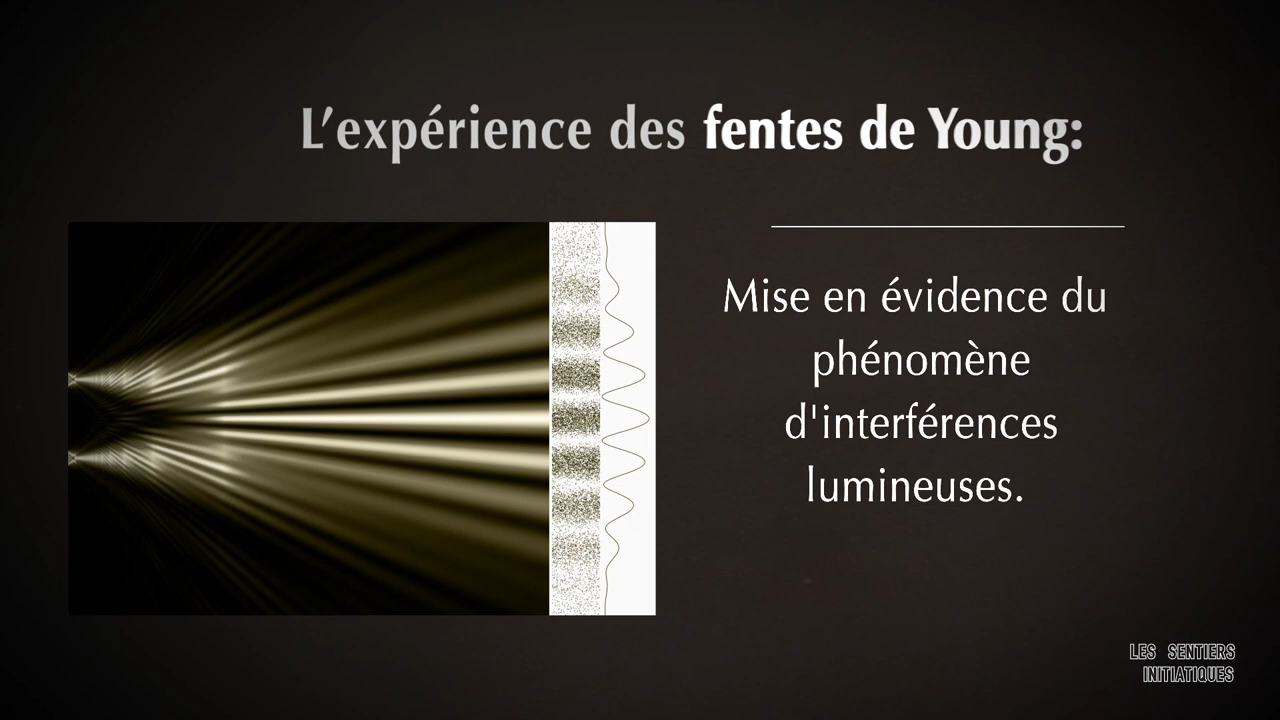 L’expérience des fentes de Young:
Mise en évidence du
phénomène
d'interférences
lumineuses.
LES SENTIERS
INITIATIQUES